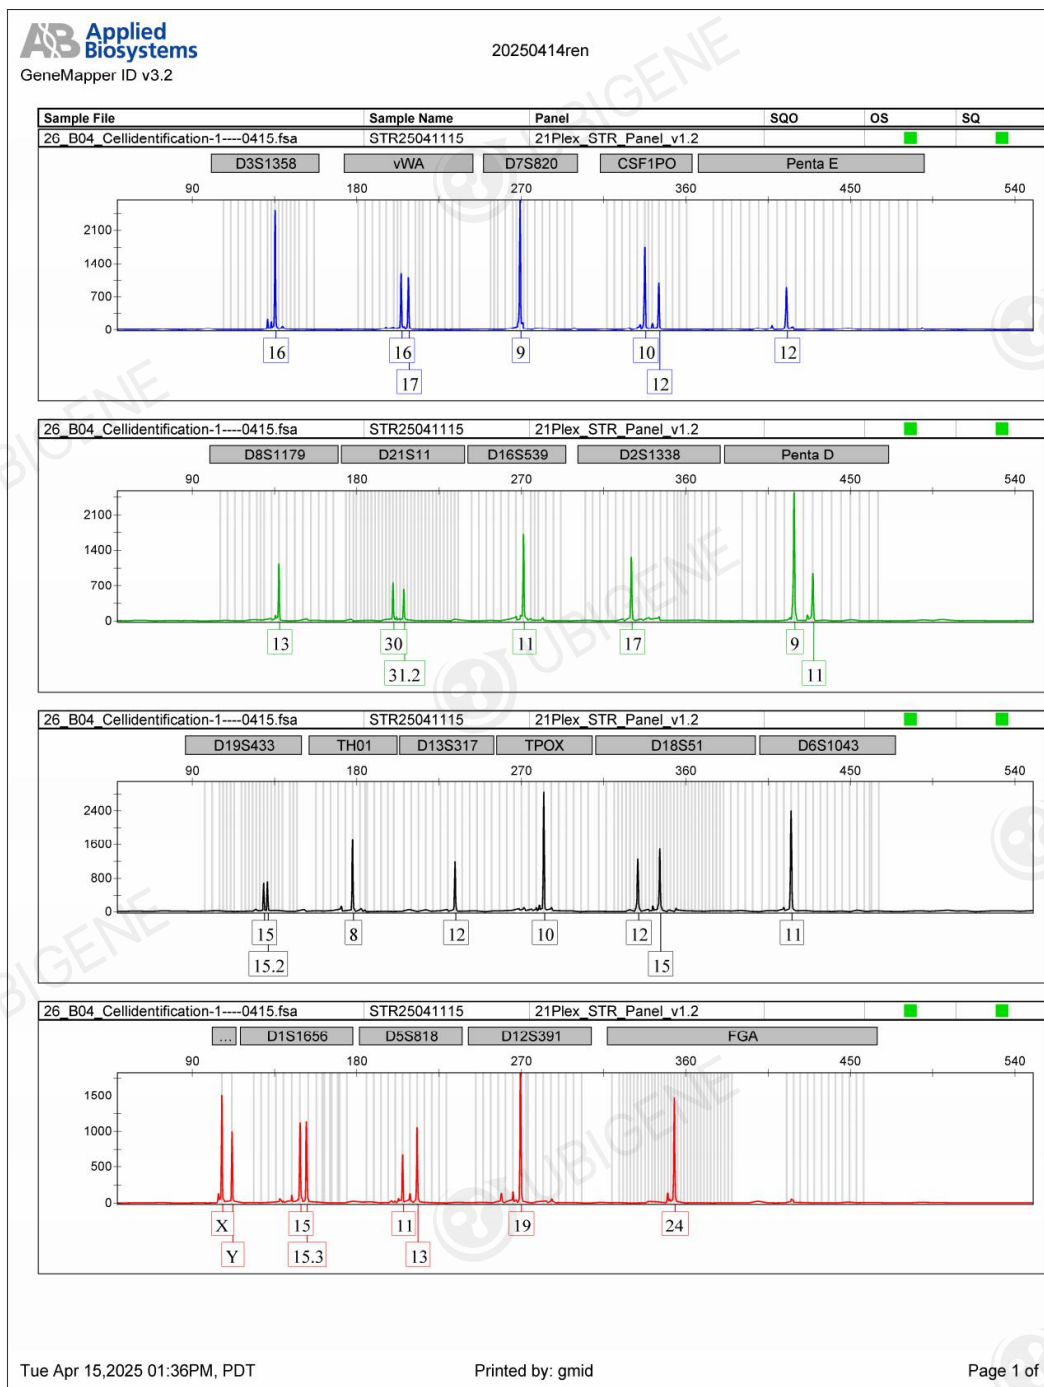 AB Applied
Biosystems
GeneMapper ID v3.2
20250414ren
Sample File Sample Name Panel SQO OS SQ
26_B04_Cellidentification-1----0415.fsa STR25041115 21Plex_STR_Panel_v1.2
D3S1358 vWA D7S820 CSF1PO Penta E
90 180 270 360 450 540
2100
1400
700
0
16 16 9 10 12
17 12
26_B04_Cellidentification-1----0415.fsa STR25041115 21Plex_STR_Panel_v1.2
D8S1179 D21S11 D16S539 D2S1338 Penta D
90 180 270 360 450 540
2100
1400
700
0
13 30 11 17 9
31.2 11
26_B04_Cellidentification-1----0415.fsa STR25041115 21Plex_STR_Panel_v1.2
D19S433 TH01 D13S317 TPOX D18S51 D6S1043
90 180 270 360 450 540
2400
1600
800
0
15 8 12 10 12 11
15.2 15
26_B04_Cellidentification-1----0415.fsa STR25041115 21Plex_STR_Panel_v1.2
... D1S1656 D5S818 D12S391 FGA
90 180 270 360 450 540
1500
1000
500
0
X 15 11 19 24
Y 15.3 13
Tue Apr 15,2025 01:36PM, PDT Printed by: gmid Page 1 of
UBIGENE
UBIGENE
UBIGENE
UBIGENE
UBIGENE
UBIGENE